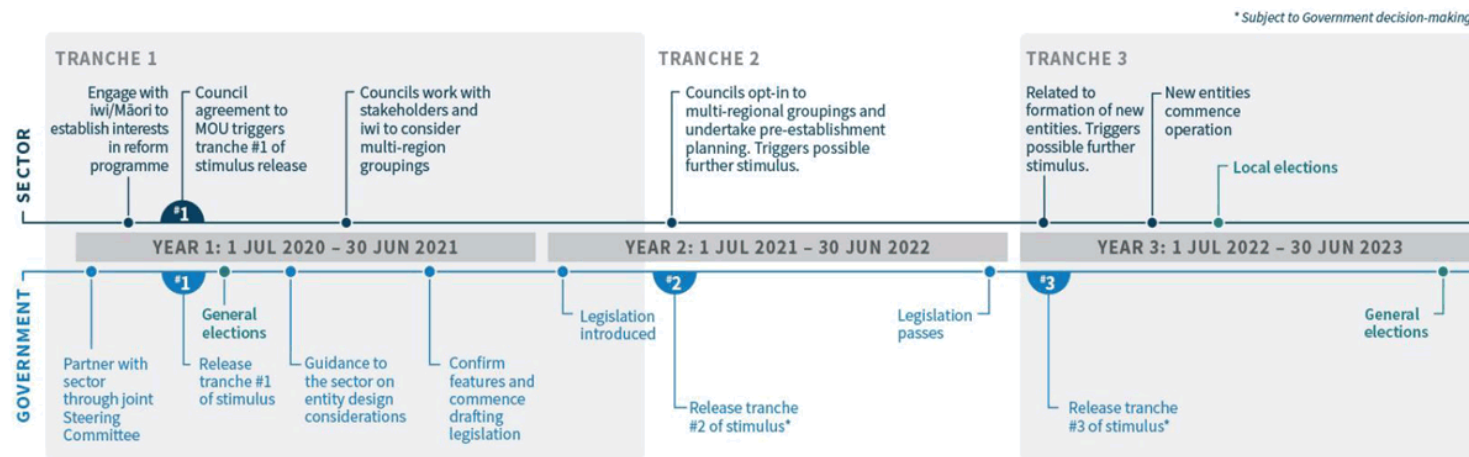 * Subject to Government decision-making
TRANCHE 1
TRANCHE 2
TRANCHE 3
SECTOR
Engage with
iwi/Māori to
establish interests
in reform
programme
Council
agreement to
MOU triggers
tranche #1 of
stimulus release
Councils work with
stakeholders and
iwi to consider
multi-region
groupings
Councils opt-in to
multi-regional groupings and
undertake pre-establishment
planning. Triggers possible
further stimulus.
Related to
formation of new
entities. Triggers
possible further
stimulus.
New entities
commence
operation
Local elections
#1
YEAR 1: 1 JUL 2020 – 30 JUN 2021
YEAR 2: 1 JUL 2021 – 30 JUN 2022
YEAR 3: 1 JUL 2022 – 30 JUN 2023
GOVERNMENT
#1
#2
#3
Partner with
sector
through joint
Steering
Committee
Release
tranche #1
of stimulus
General
elections
Guidance to
the sector on
entity design
considerations
Confirm
features and
commence
drafting
legislation
Legislation
introduced
Release tranche
#2 of stimulus*
Legislation
passes
Release tranche
#3 of stimulus*
General
elections